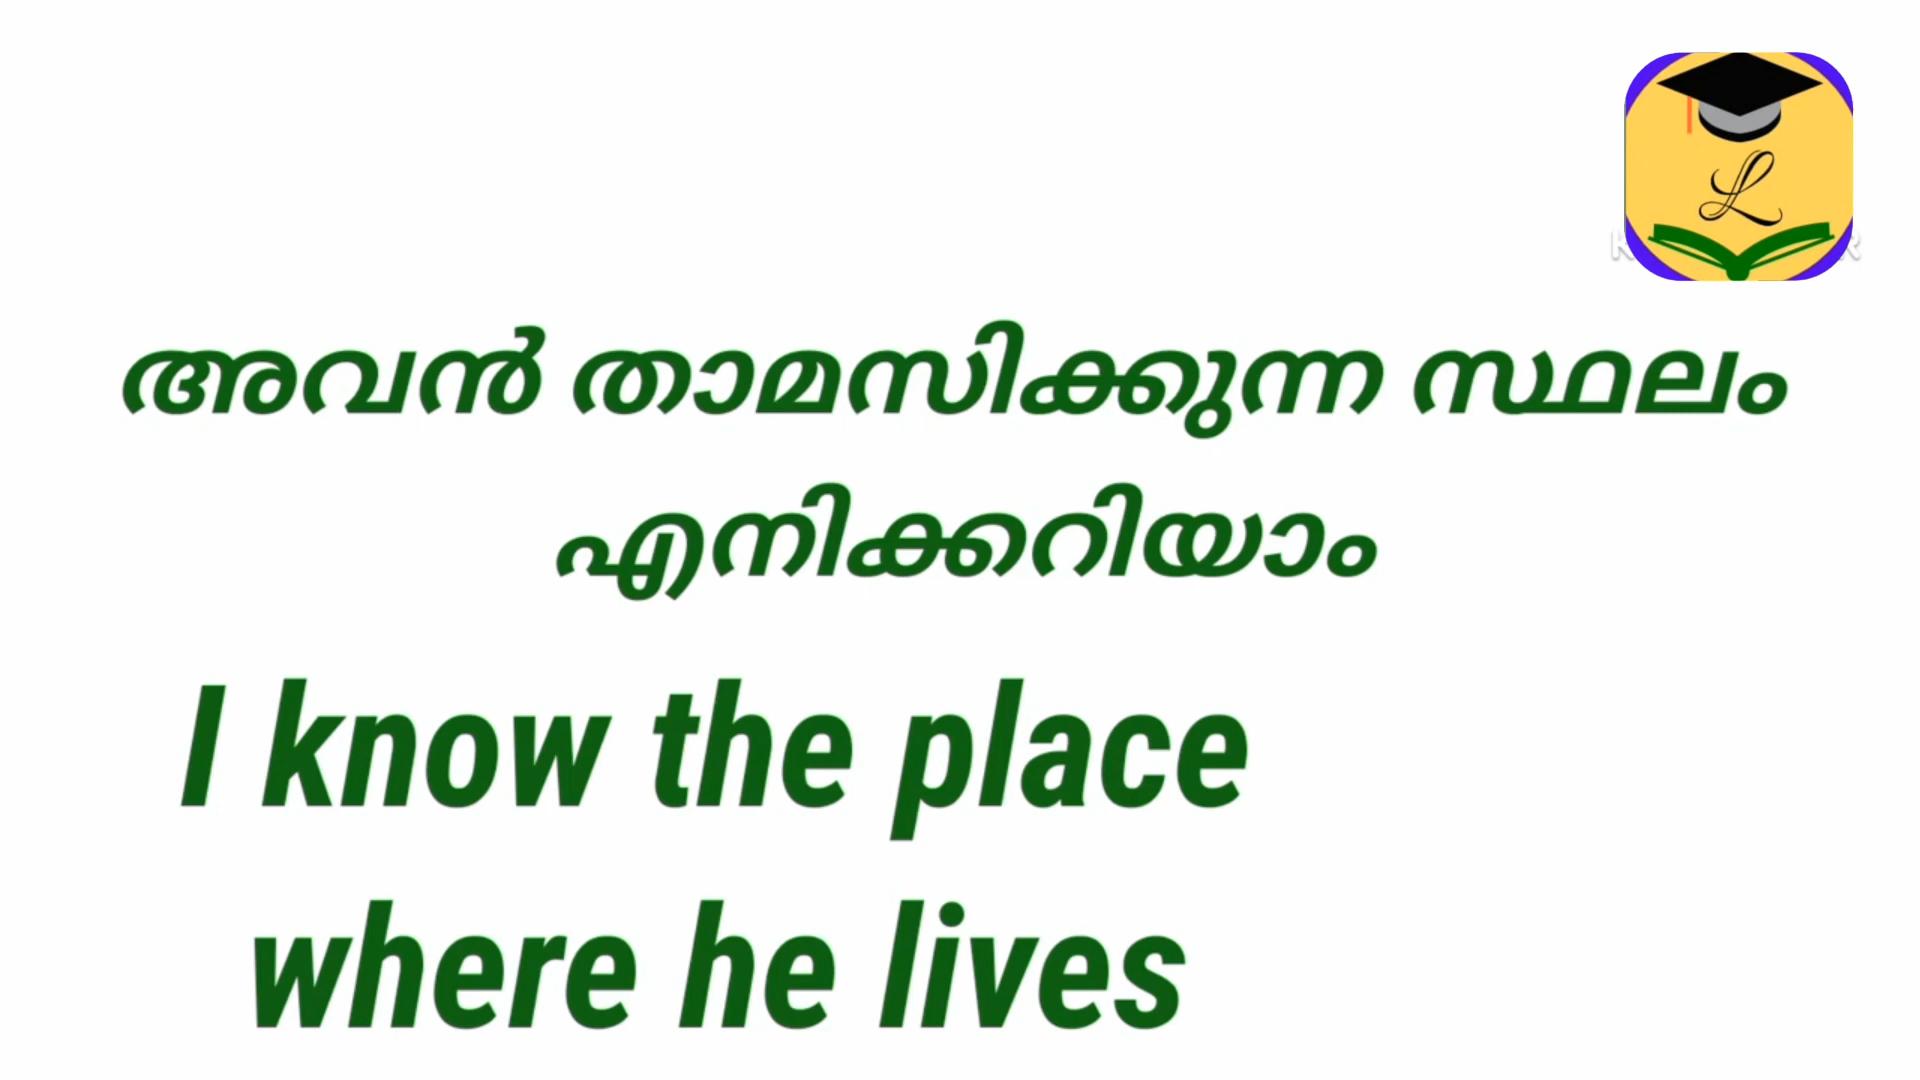 L
അവൻ താമസിക്കുന്ന സ്ഥലം
എനിക്കറിയാം
I know the place
where he lives